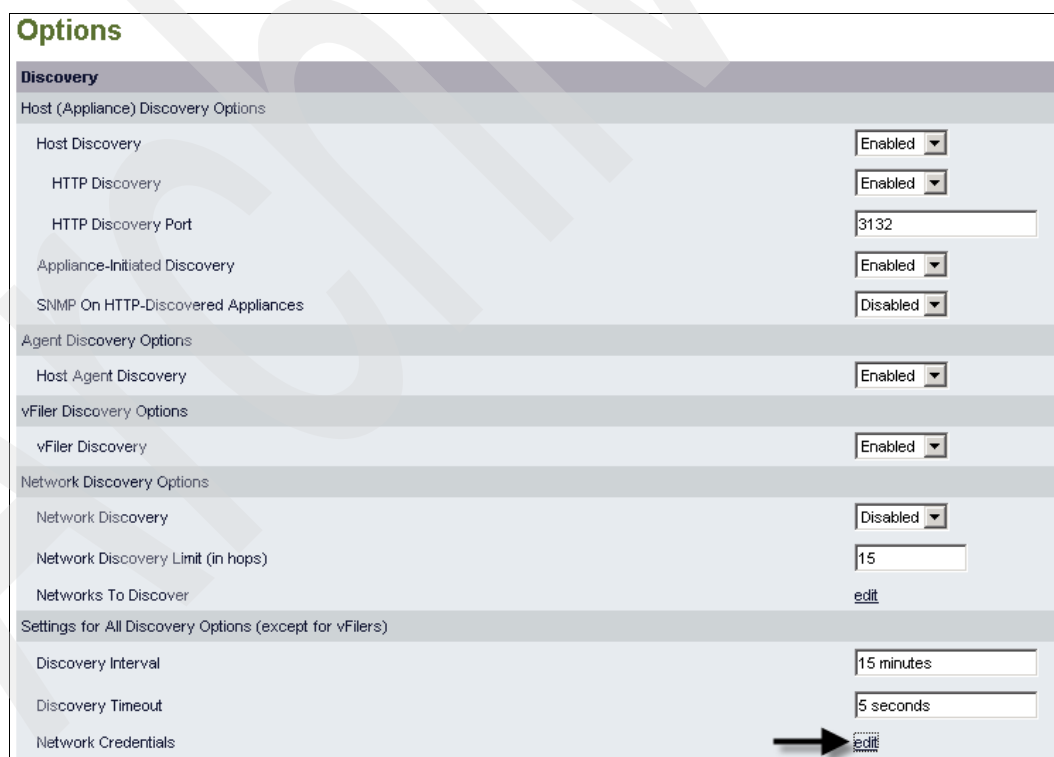 Options
Discovery
Host (Appliance) Discovery Options
Host Discovery Enabled
HTTP Discovery Enabled
HTTP Discovery Port 3132
Appliance-Initiated Discovery Enabled
SNMP On HTTP-Discovered Appliances Disabled
Agent Discovery Options
Host Agent Discovery Enabled
vFiler Discovery Options
vFiler Discovery Enabled
Network Discovery Options
Network Discovery Disabled
Network Discovery Limit (in hops) 15
Networks To Discover edit
Settings for All Discovery Options (except for vFilers)
Discovery Interval 15 minutes
Discovery Timeout 5 seconds
Network Credentials edit